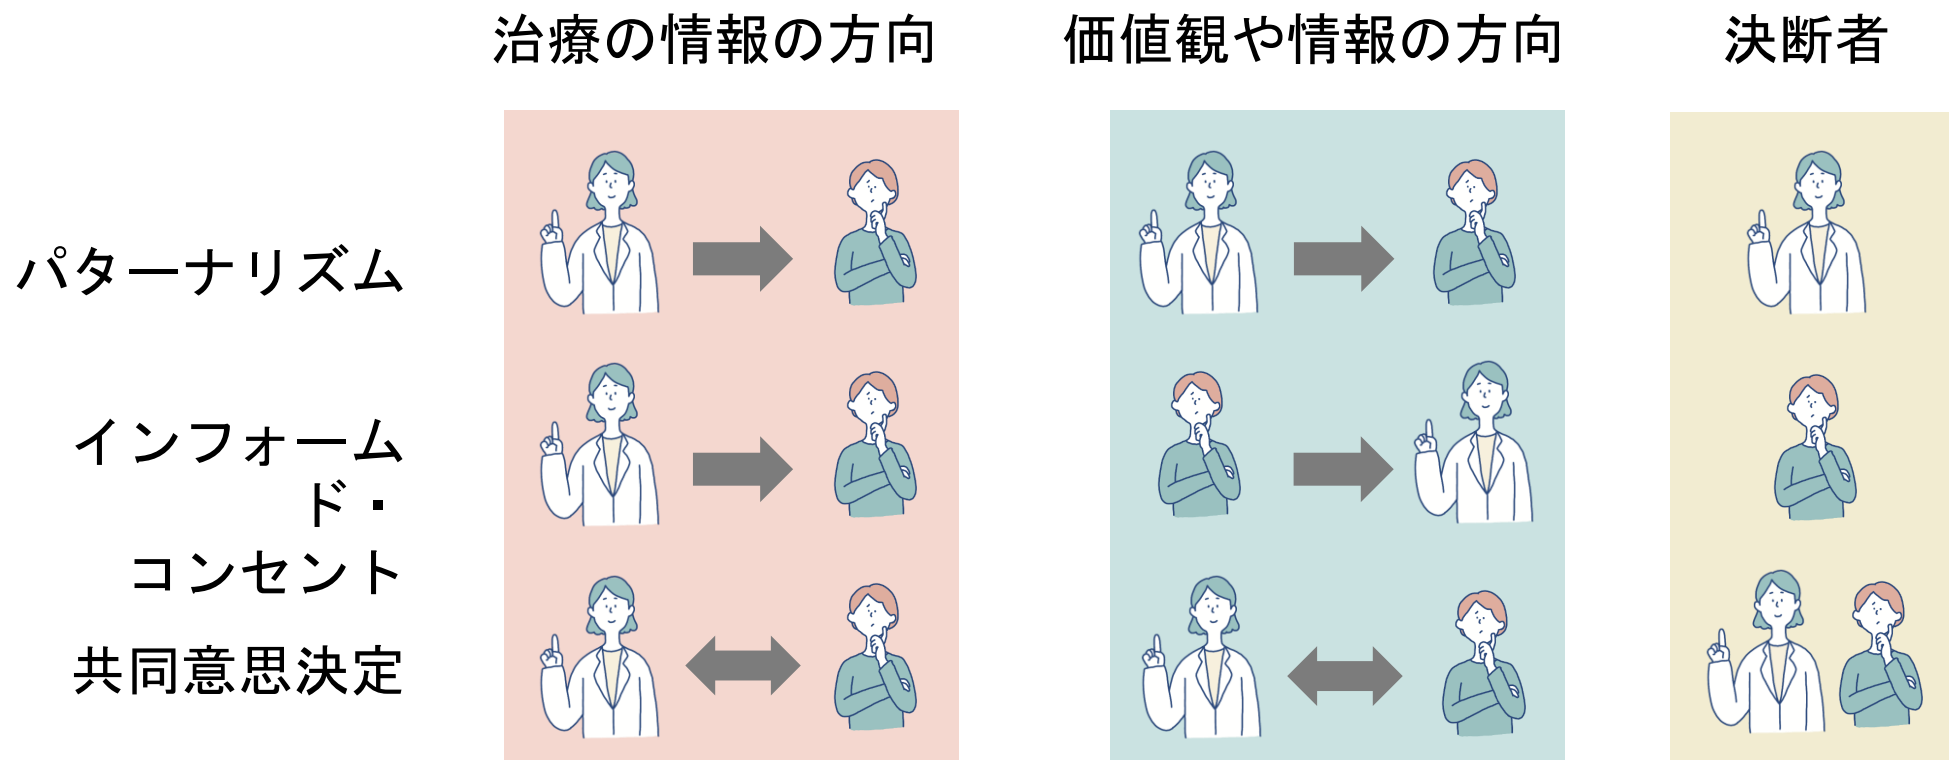 治療の情報の方向
価値観や情報の方向
決断者
パターナリズム
インフォーム
ド・
コンセント
共同意思決定